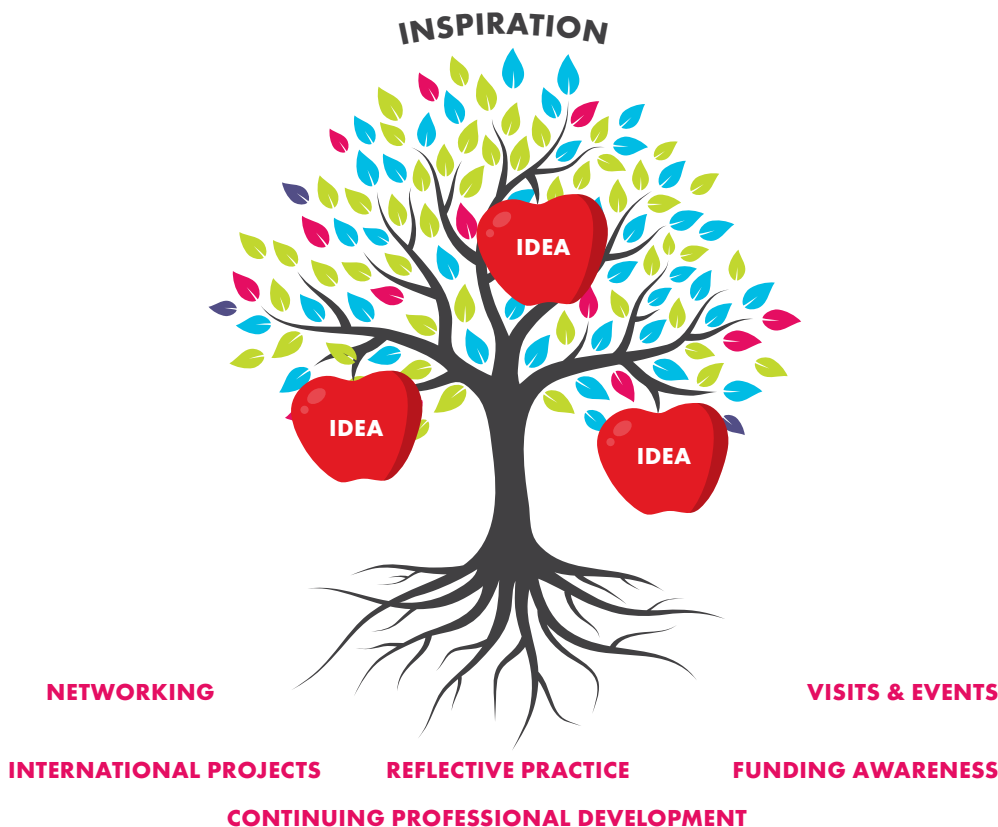 INSPIRATION
IDEA
IDEA
IDEA
NETWORKING
VISITS & EVENTS
INTERNATIONAL PROJECTS
REFLECTIVE PRACTICE
FUNDING AWARENESS
CONTINUING PROFESSIONAL DEVELOPMENT